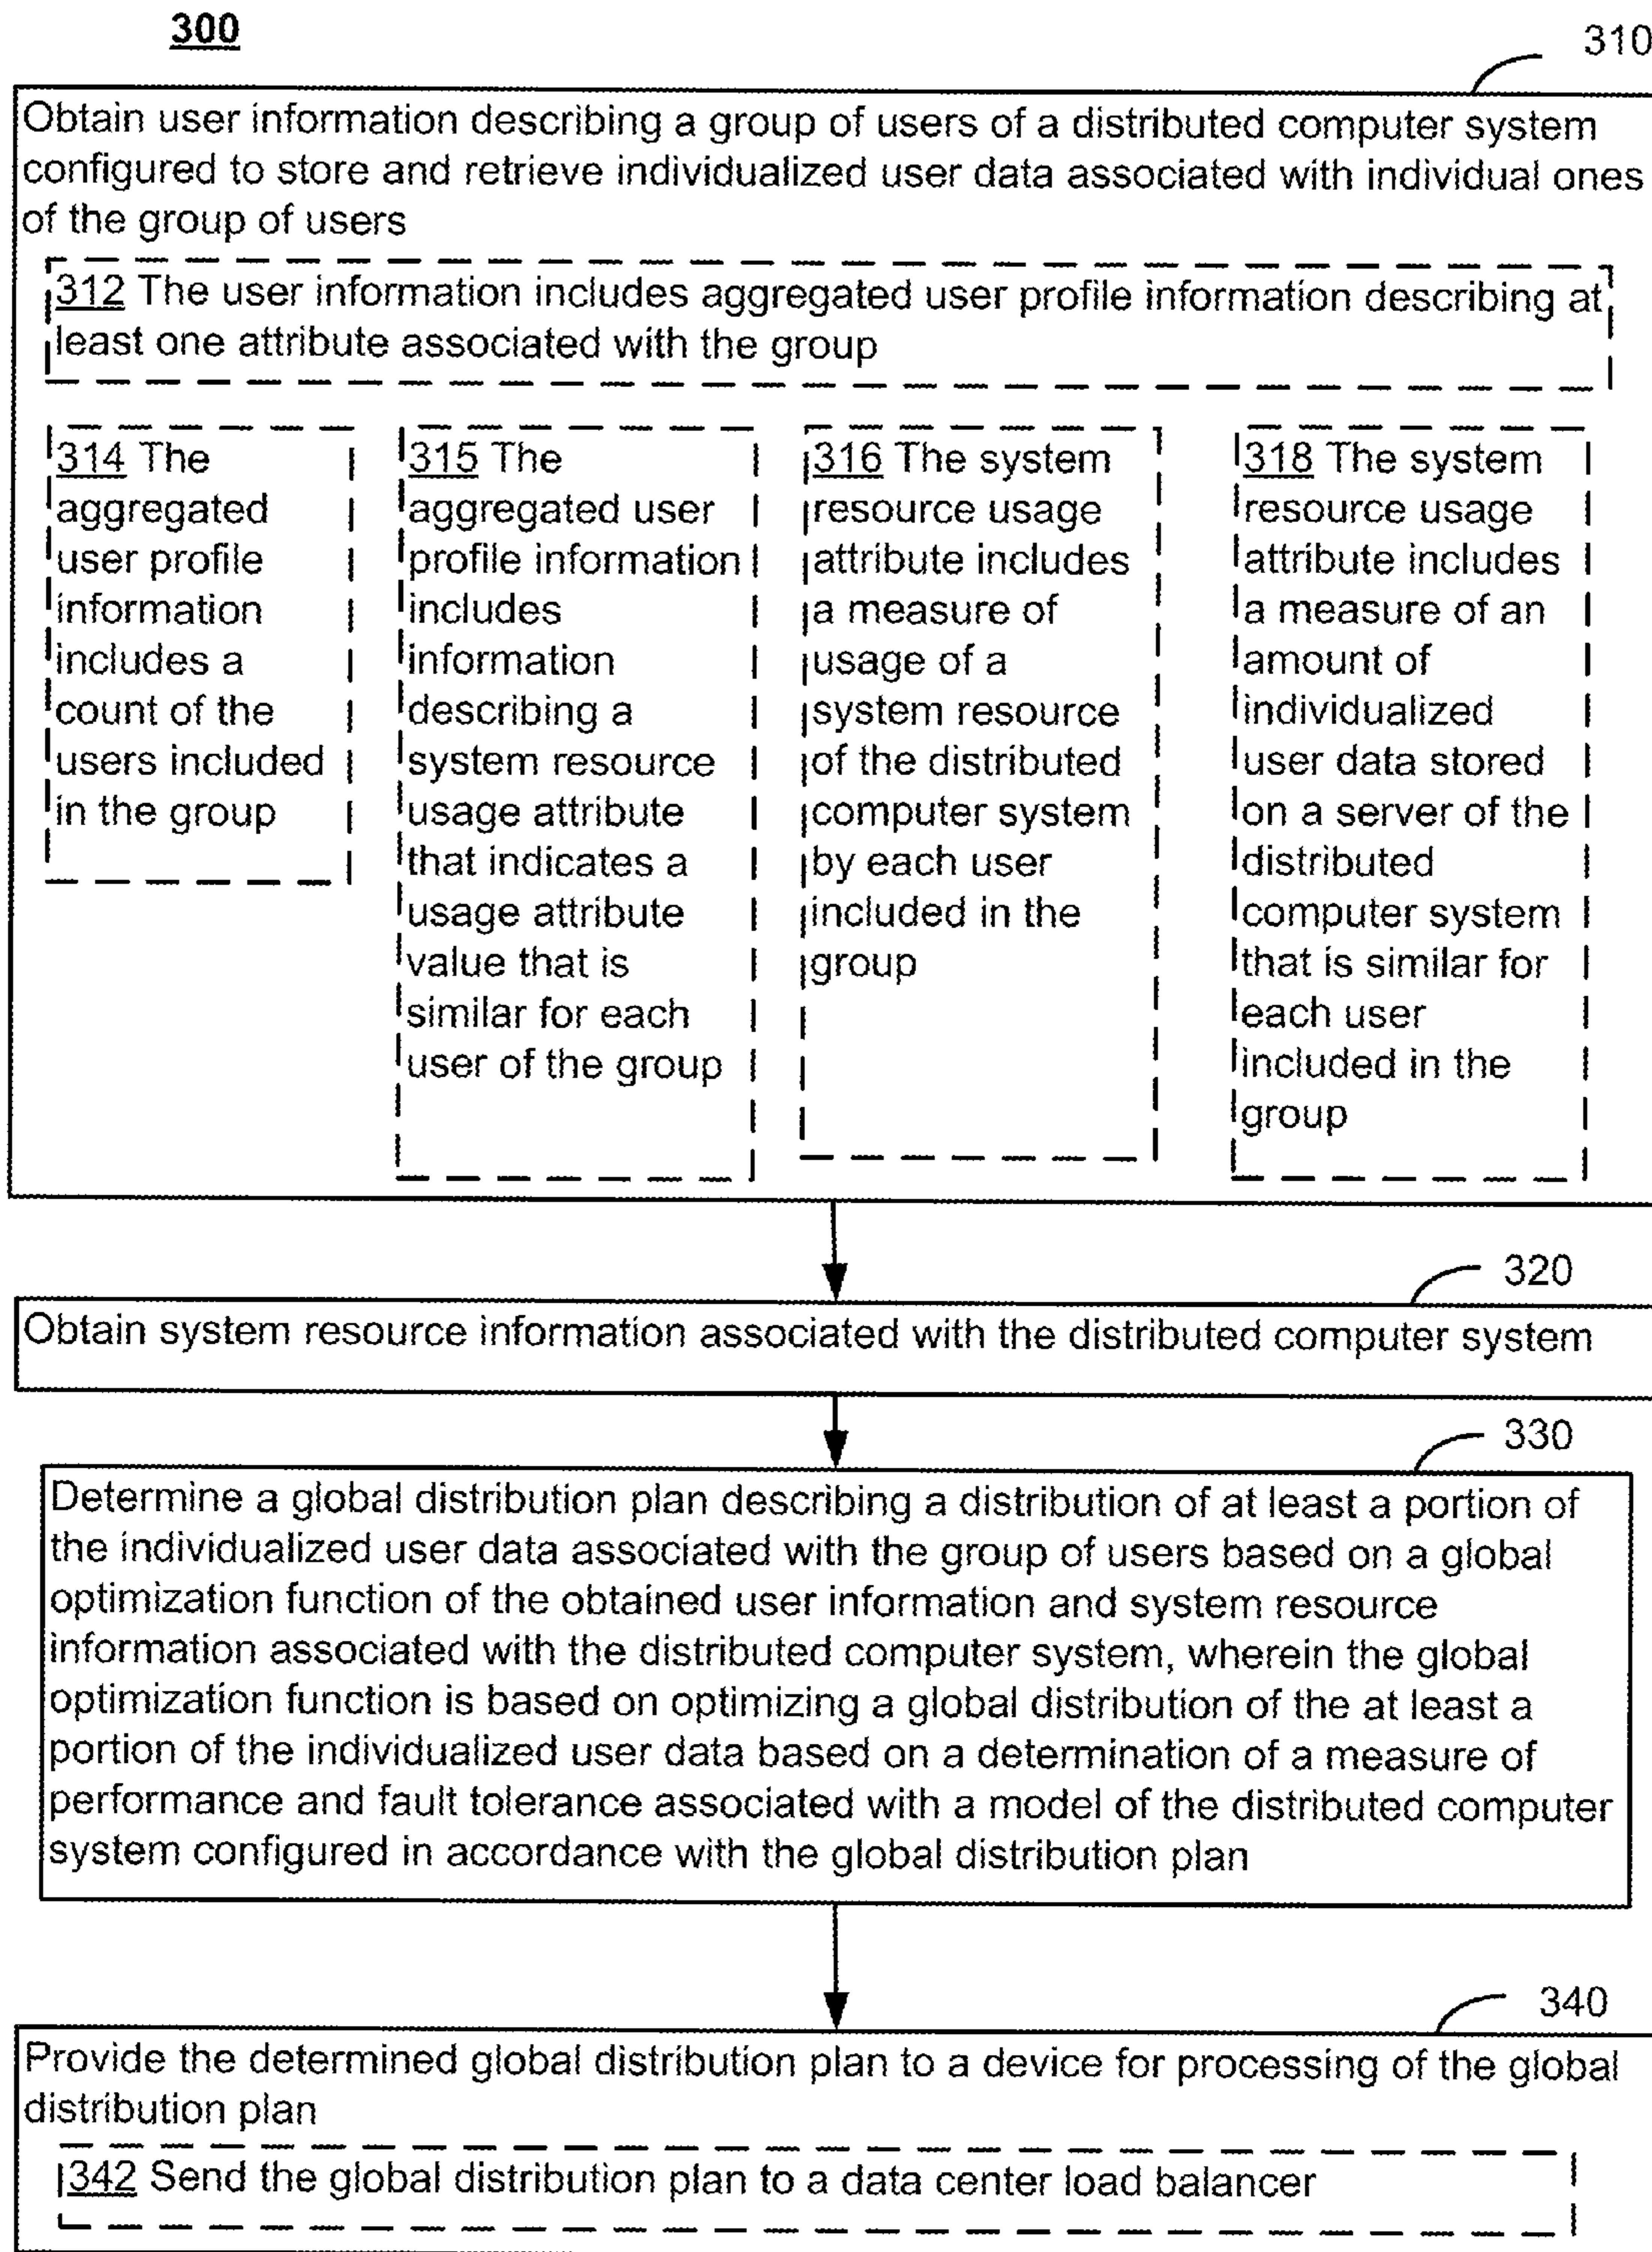 300
310
Obtain user information describing a group of users of a distributed computer system
configured to store and retrieve individualized user data associated with individual ones
of the group of users
312 The user information includes aggregated user profile information describing at
least one attribute associated with the group
314 The
aggregated
user profile
information
includes a
count of the
users included
in the group
315 The
aggregated user
profile information
includes
information
describing a
system resource
usage attribute
that indicates a
usage attribute
value that is
similar for each
user of the group
316 The system
resource usage
attribute includes
a measure of
usage of a
system resource
of the distributed
computer system
by each user
included in the
group
318 The system
resource usage
attribute includes
a measure of an
amount of
individualized
user data stored
on a server of the
distributed
computer system
that is similar for
each user
included in the
group
320
Obtain system resource information associated with the distributed computer system
330
Determine a global distribution plan describing a distribution of at least a portion of
the individualized user data associated with the group of users based on a global
optimization function of the obtained user information and system resource
information associated with the distributed computer system, wherein the global
optimization function is based on optimizing a global distribution of the at least a
portion of the individualized user data based on a determination of a measure of
performance and fault tolerance associated with a model of the distributed computer
system configured in accordance with the global distribution plan
340
Provide the determined global distribution plan to a device for processing of the global
distribution plan
342 Send the global distribution plan to a data center load balancer